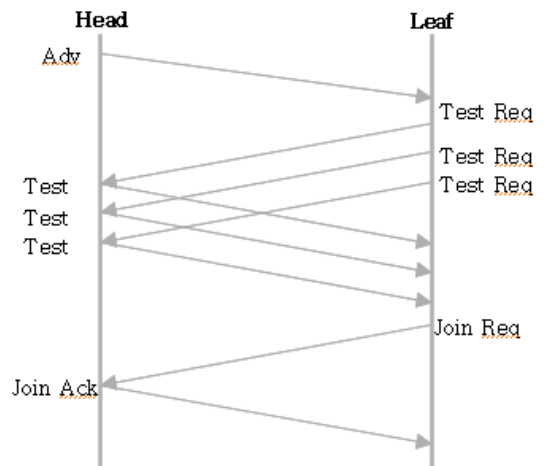 Head Leaf
Adv
Test Req
Test Req
Test Test Req
Test
Test
Join Req
Join Ack